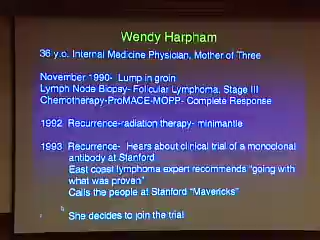 Wendy Harpham
36 y.o. Internal Medicine Physician, Mother of Three
November 1990- Lump in groin
Lymph Node Biopsy- Follicular Lymphoma, Stage III
Chemotherapy-ProMACE-MOPP- Complete Response
1992 Recurrence-radiation therapy- minimantle
1993 Recurrence- Hears about clinical trial of a monoclonal
antibody at Stanford
East coast lymphoma expert recommends "going with
what was proven"
Calls the people at Stanford "Mavericks"
She decides to join the trial